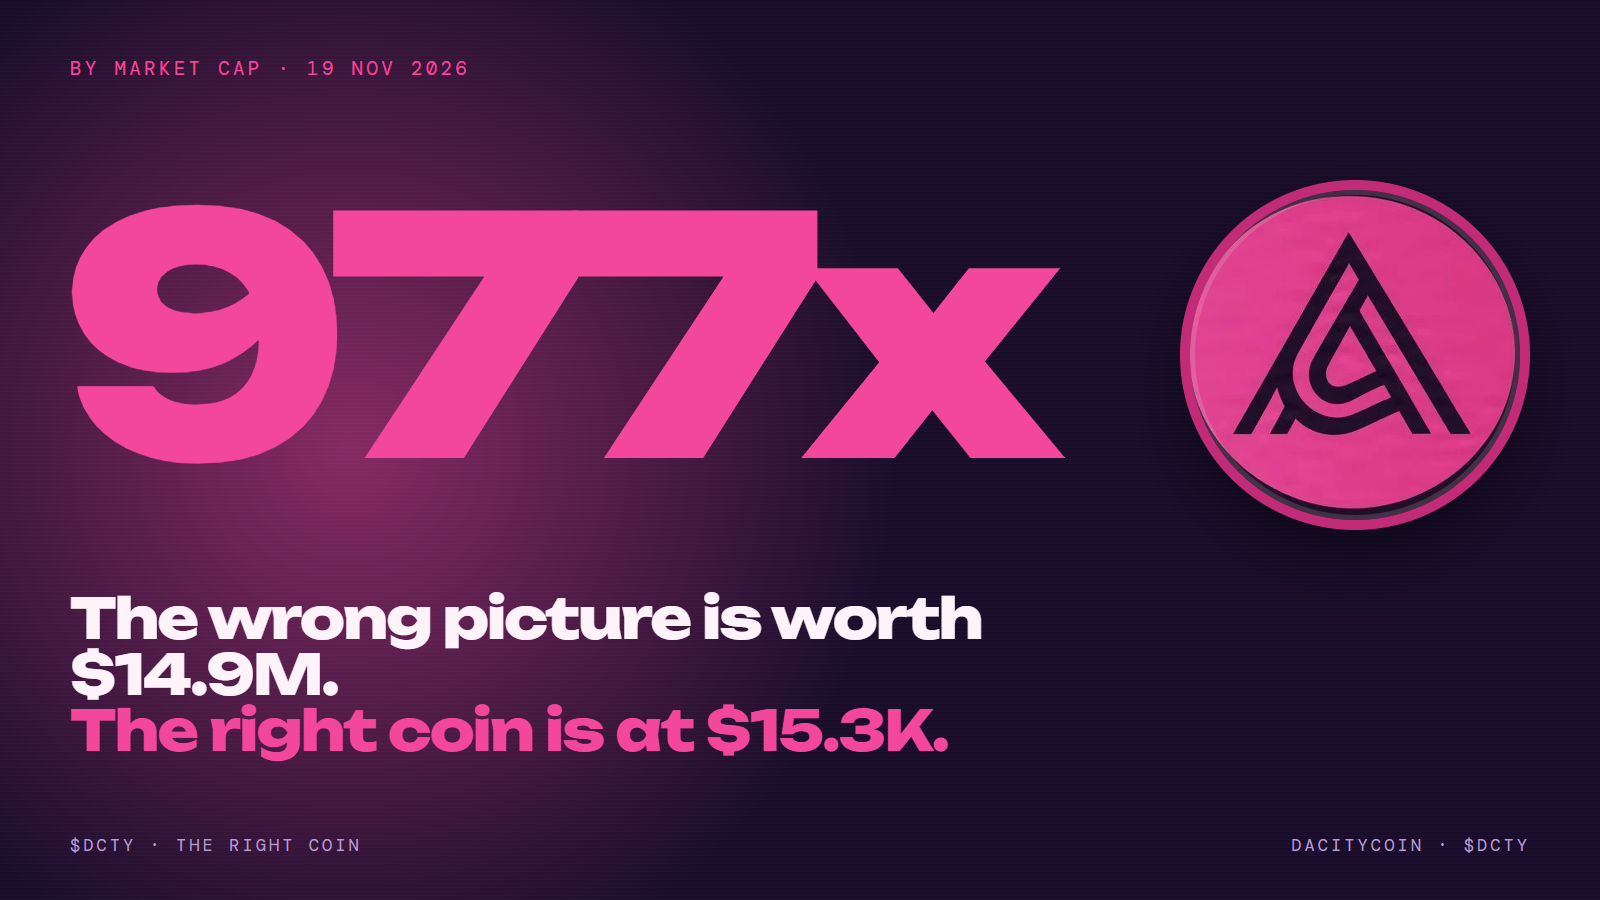 BY MARKET CAP · 19 NOV 2026
977x
The wrong picture is worth
$14.9M.
The right coin is at $15.3K.
$DCTY · THE RIGHT COIN
DACITYCOIN · $DCTY